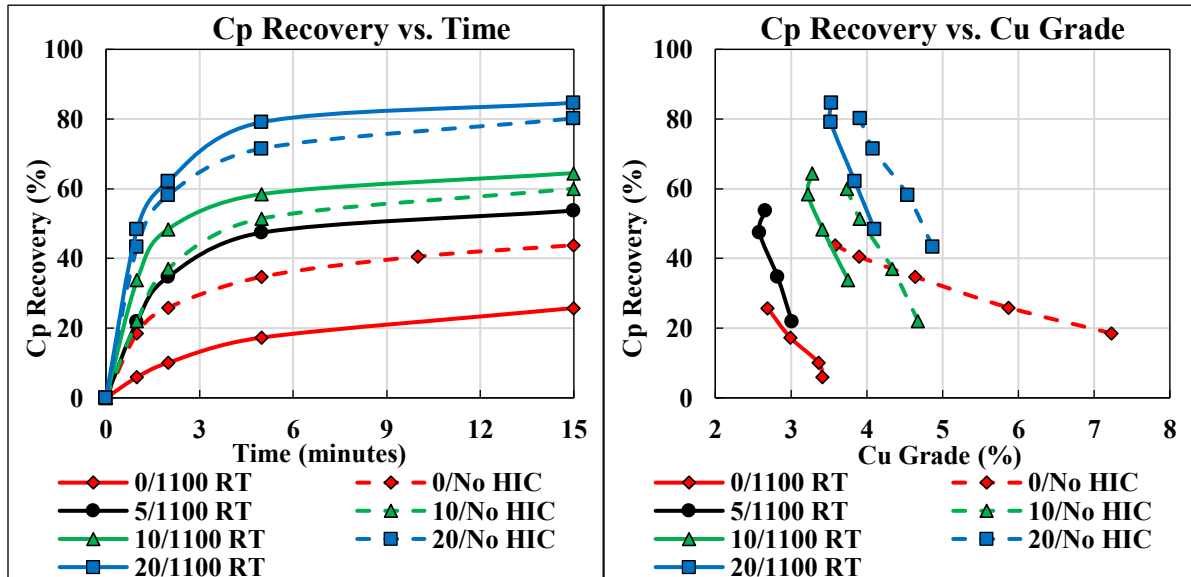 Cp Recovery vs. Time
100
80
60
40
20
0
Cp Recovery (%)
0 3 6 9 12 15
Time (minutes)
0/1100 RT 0/No HIC
5/1100 RT 10/No HIC
10/1100 RT 20/No HIC
20/1100 RT
Cp Recovery vs. Cu Grade
100
80
60
40
20
0
Cp Recovery (%)
2 3 4 5 6 7 8
Cu Grade (%)
0/1100 RT 0/No HIC
5/1100 RT 10/No HIC
10/1100 RT 20/No HIC
20/1100 RT